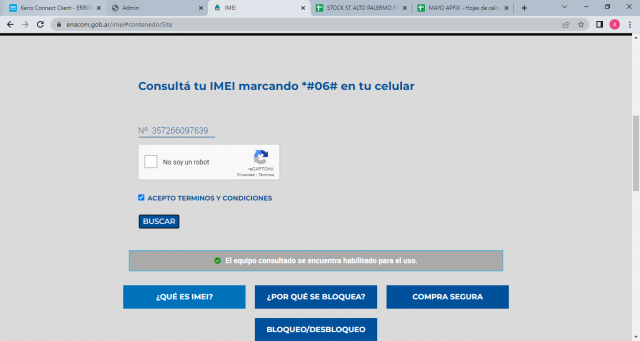 Kerio Connect Client - ERRO
Admin
IMEI
STOCK ST ALTO PALERMO P
MAYO APFIX - Hojas de cálc
enacom.gob.ar/imei#contenedorSite
A
Consultá tu IMEI marcando *#06# en tu celular
Nº 357266097639
No soy un robot
reCAPTCHA
Privacidad - Términos
ACEPTO TERMINOS Y CONDICIONES
BUSCAR
El equipo consultado se encuentra habilitado para el uso.
¿QUÉ ES IMEI?
¿POR QUÉ SE BLOQUEA?
COMPRA SEGURA
BLOQUEO/DESBLOQUEO